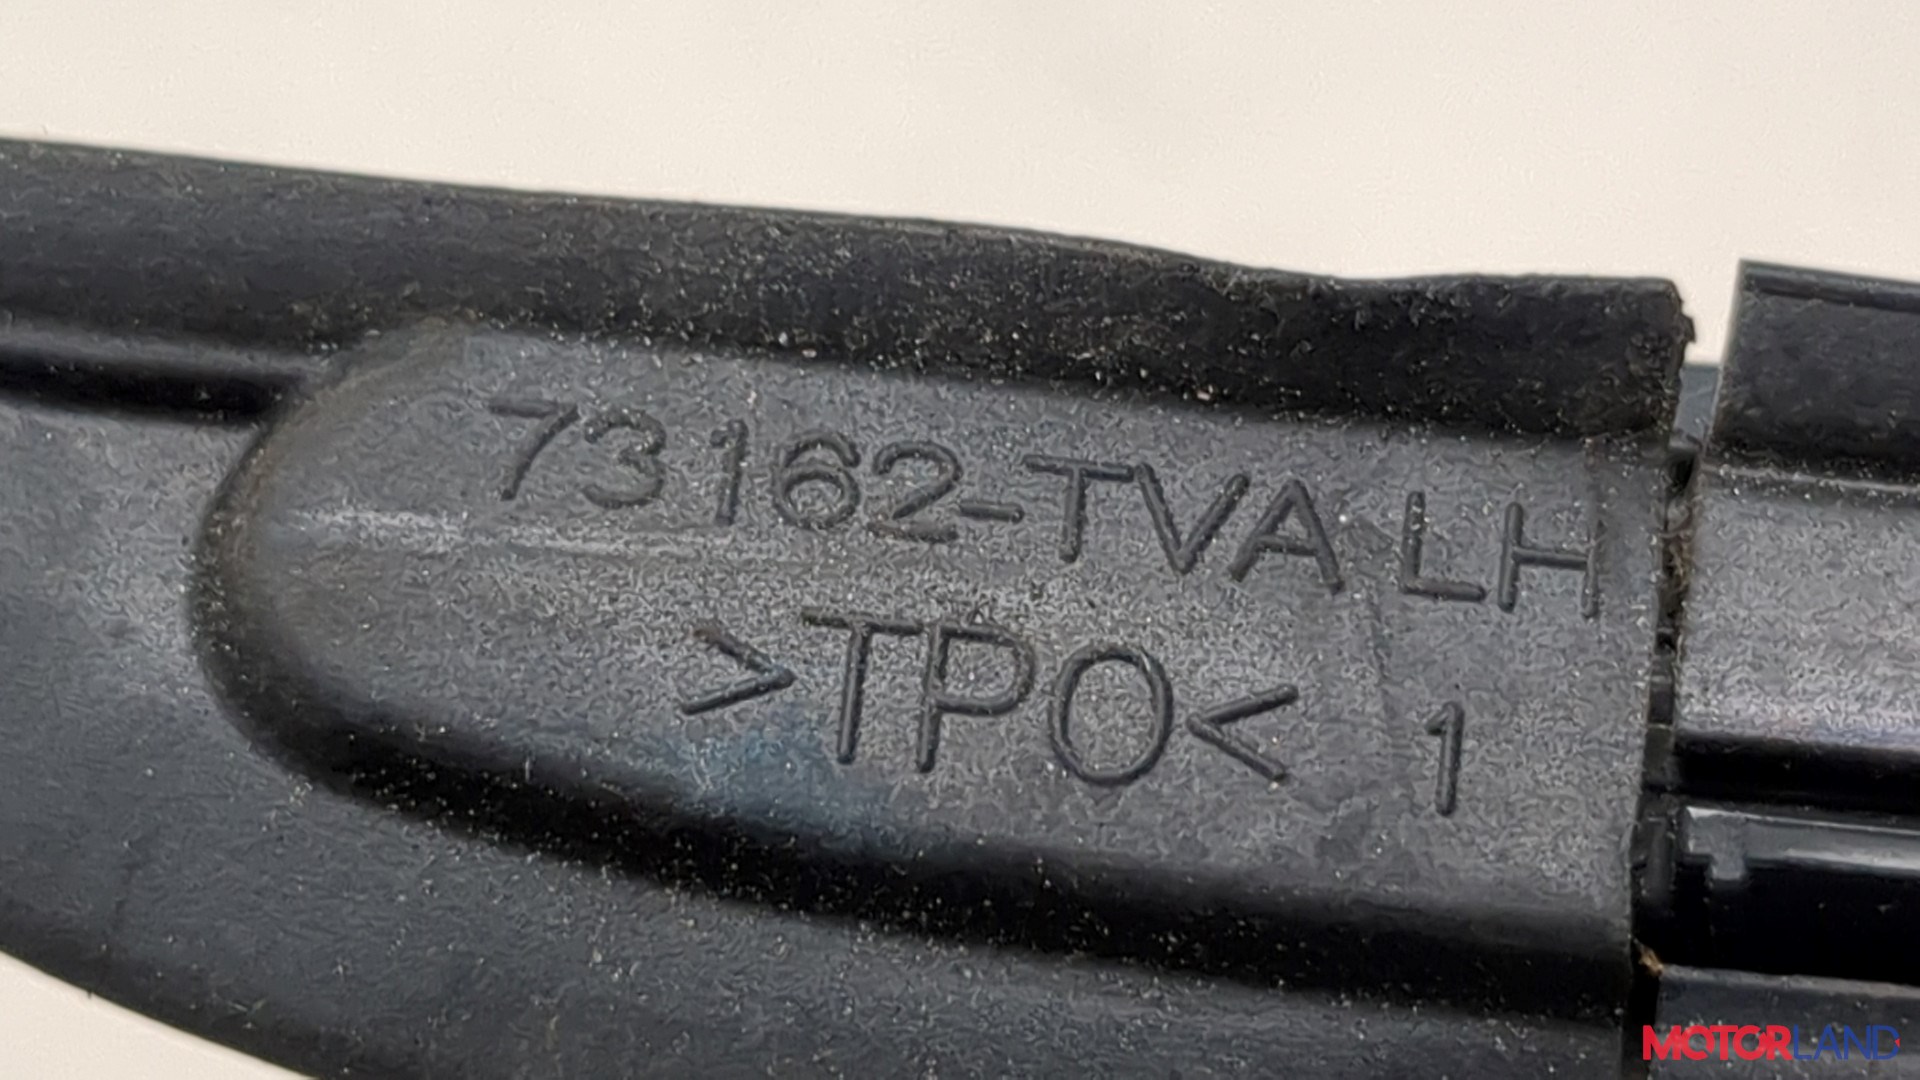 73162-TVA LH
>TPO< 1
MOTORLAND